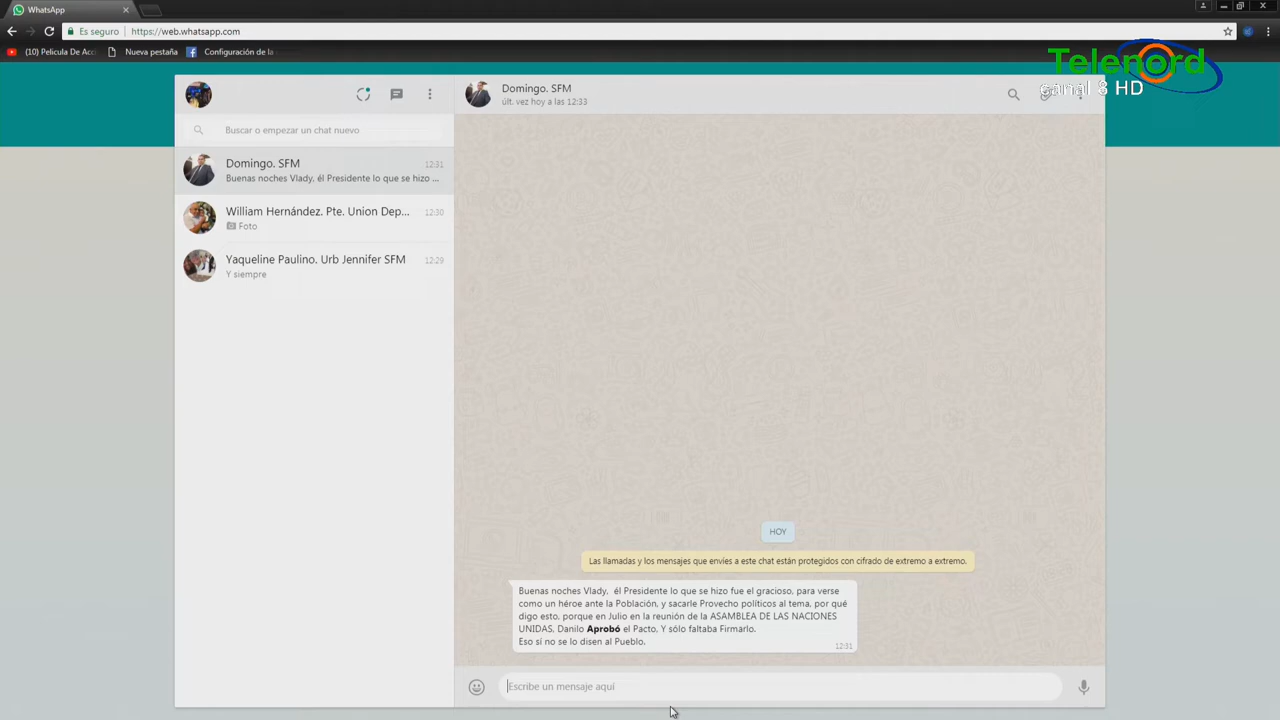 WhatsApp
Es seguro
https://web.whatsapp.com
(10) Pelicula De Acc
Nueva pestaña
Configuración de la
Telenord
canal 8 HD
Buscar o empezar un chat nuevo
Domingo. SFM
12:31
Buenas noches Vlady, él Presidente lo que se hizo ...
William Hernández. Pte. Union Dep...
12:30
Foto
Yaqueline Paulino. Urb Jennifer SFM
12:29
Y siempre
Domingo. SFM
últ. vez hoy a las 12:33
HOY
Las llamadas y los mensajes que envíes a este chat están protegidos con cifrado de extremo a extremo.
Buenas noches Vlady, él Presidente lo que se hizo fue el gracioso, para verse
como un héroe ante la Población, y sacarle Provecho políticos al tema, por qué
digo esto, porque en Julio en la reunión de la ASAMBLEA DE LAS NACIONES
UNIDAS, Danilo Aprobó el Pacto, Y sólo faltaba Firmarlo.
Eso si no se lo disen al Pueblo.
12:31
Escribe un mensaje aquí